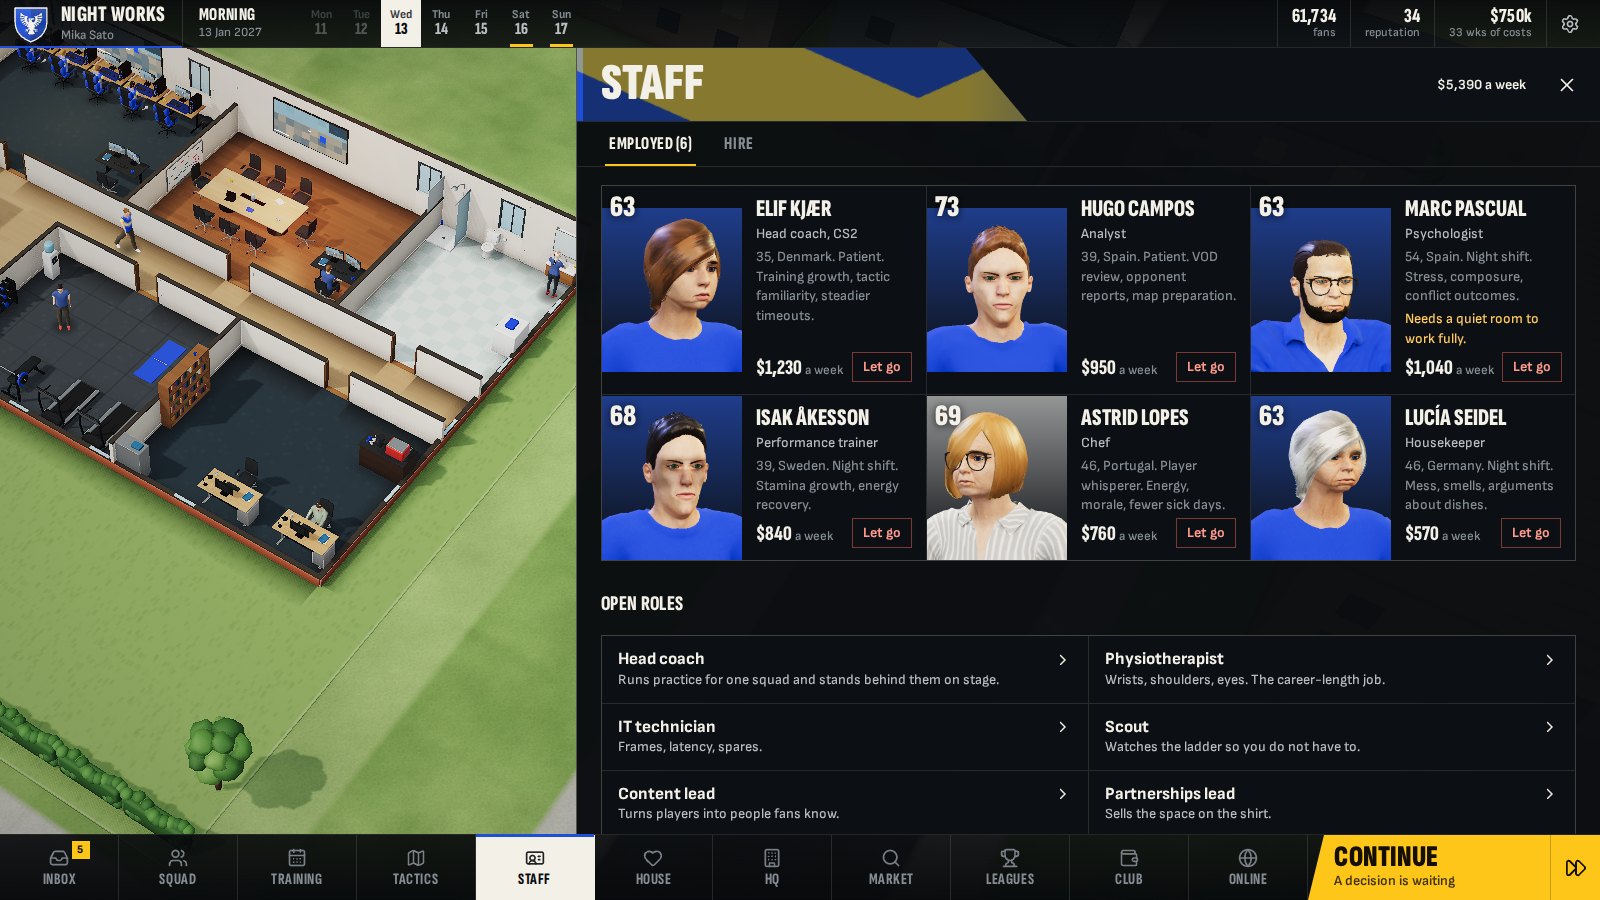 NIGHT WORKS
Mika Sato
MORNING
13 Jan 2027
Mon
11
Tue
12
Wed
13
Thu
14
Fri
15
Sat
16
Sun
17
61,734
fans
34
reputation
$750k
33 wks of costs
STAFF
$5,390 a week
EMPLOYED (6)
HIRE
63
ELIF KJÆR
Head coach, CS2
35, Denmark. Patient.
Training growth, tactic
familiarity, steadier
timeouts.
$1,230 a week
Let go
73
HUGO CAMPOS
Analyst
39, Spain. Patient. VOD
review, opponent
reports, map preparation.
$950 a week
Let go
63
MARC PASCUAL
Psychologist
54, Spain. Night shift.
Stress, composure,
conflict outcomes.
Needs a quiet room to
work fully.
$1,040 a week
Let go
68
ISAK ÅKESSON
Performance trainer
39, Sweden. Night shift.
Stamina growth, energy
recovery.
$840 a week
Let go
69
ASTRID LOPES
Chef
46, Portugal. Player
whisperer. Energy,
morale, fewer sick days.
$760 a week
Let go
63
LUCÍA SEIDEL
Housekeeper
46, Germany. Night shift.
Mess, smells, arguments
about dishes.
$570 a week
Let go
OPEN ROLES
Head coach
Runs practice for one squad and stands behind them on stage.
Physiotherapist
Wrists, shoulders, eyes. The career-length job.
IT technician
Frames, latency, spares.
Scout
Watches the ladder so you do not have to.
Content lead
Turns players into people fans know.
Partnerships lead
Sells the space on the shirt.
5
INBOX
SQUAD
TRAINING
TACTICS
STAFF
HOUSE
HQ
MARKET
LEAGUES
CLUB
ONLINE
CONTINUE
A decision is waiting